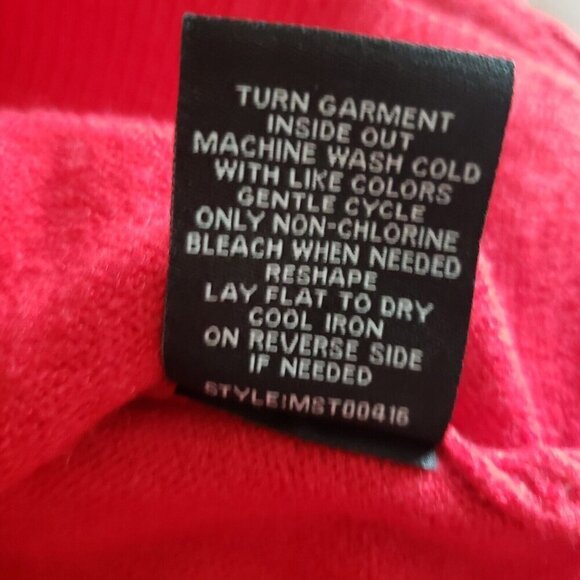 TURN GARMENT
INSIDE OUT
MACHINE WASH COLD
WITH LIKE COLORS
GENTLE CYCLE
ONLY NON-CHLORINE
BLEACH WHEN NEEDED
RESHAPE
LAY FLAT TO DRY
COOL IRON
ON REVERSE SIDE
IF NEEDED
STYLE:MST00416